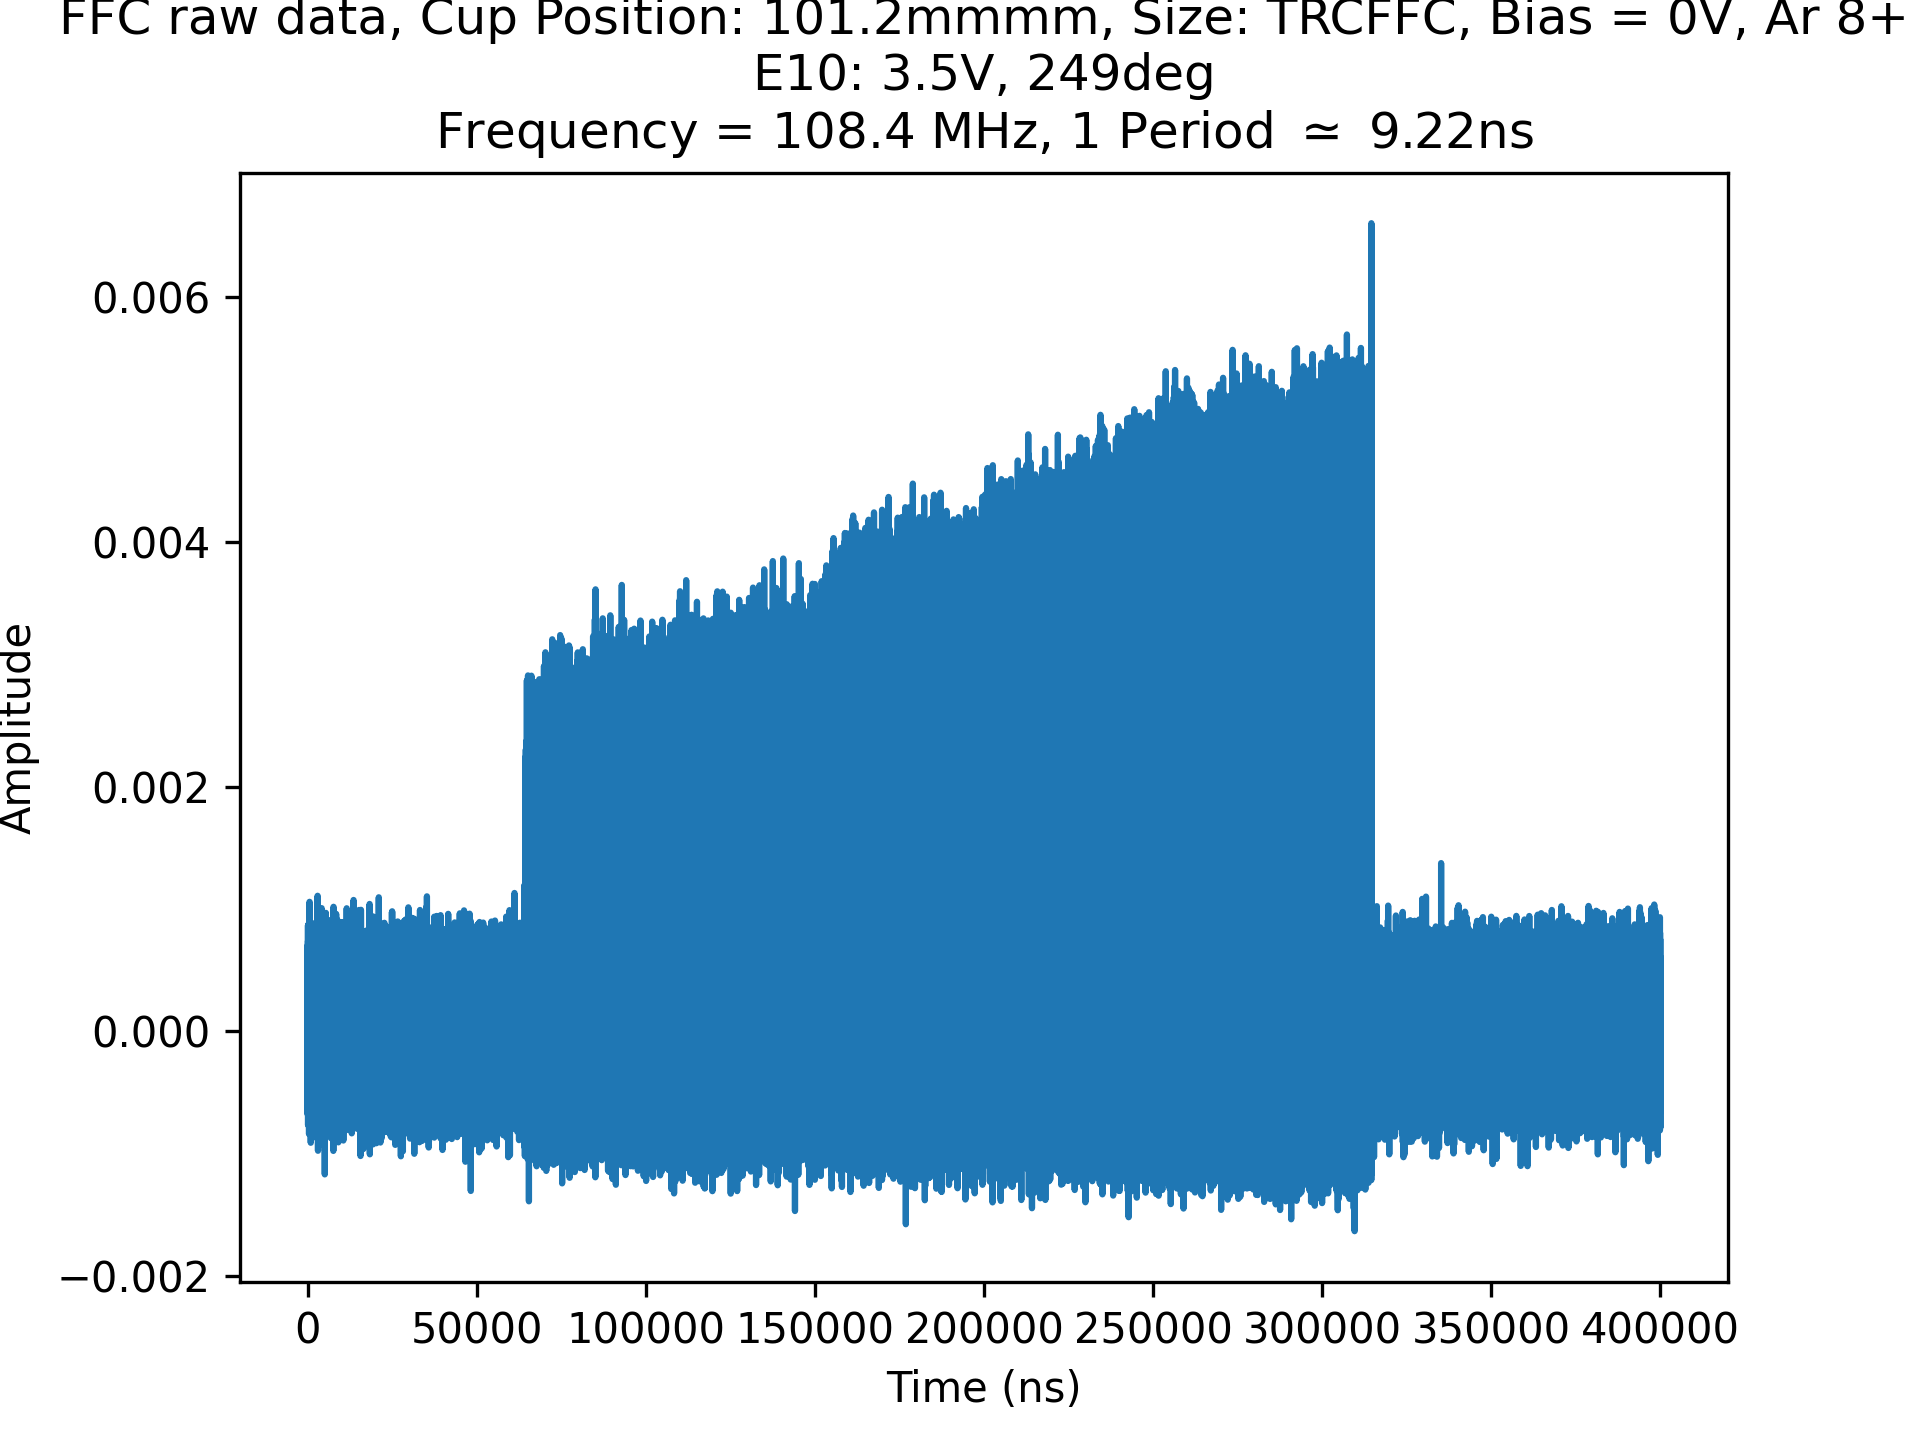 FFC raw data, Cup Position: 101.2mmmm, Size: TRCFFC, Bias = 0V, Ar 8+
E10: 3.5V, 249deg
Frequency = 108.4 MHz, 1 Period ≃ 9.22ns
Amplitude
0.006
0.004
0.002
0.000
−0.002
0 50000 100000 150000 200000 250000 300000 350000 400000
Time (ns)